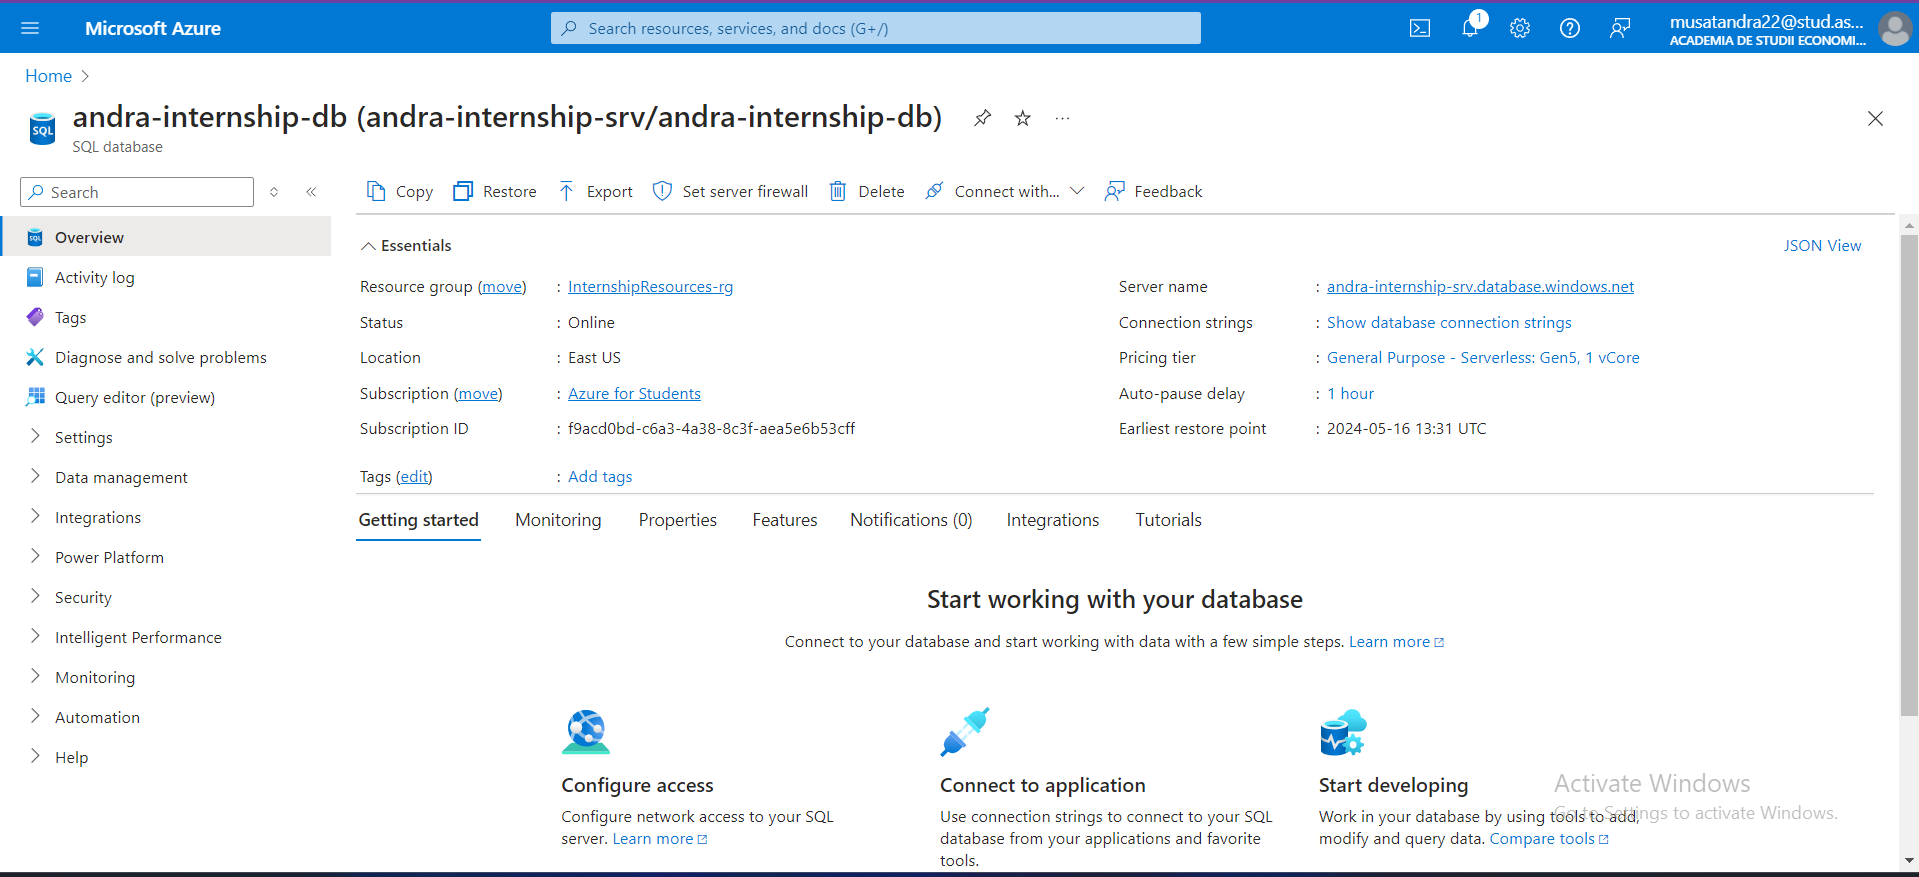 Microsoft Azure
Search resources, services, and docs (G+/)
1
musatandra22@stud.as...
ACADEMIA DE STUDII ECONOMI...
Home
andra-internship-db (andra-internship-srv/andra-internship-db)
SQL
SQL database
Search
Copy
Restore
Export
Set server firewall
Delete
Connect with...
Feedback
Overview
Activity log
Tags
Diagnose and solve problems
Query editor (preview)
Settings
Data management
Integrations
Power Platform
Security
Intelligent Performance
Monitoring
Automation
Help
Essentials
JSON View
Resource group (move) : InternshipResources-rg
Status : Online
Location : East US
Subscription (move) : Azure for Students
Subscription ID : f9acd0bd-c6a3-4a38-8c3f-aea5e6b53cff
Tags (edit) : Add tags
Server name : andra-internship-srv.database.windows.net
Connection strings : Show database connection strings
Pricing tier : General Purpose - Serverless: Gen5, 1 vCore
Auto-pause delay : 1 hour
Earliest restore point : 2024-05-16 13:31 UTC
Getting started
Monitoring
Properties
Features
Notifications (0)
Integrations
Tutorials
Start working with your database
Connect to your database and start working with data with a few simple steps. Learn more
Configure access
Configure network access to your SQL
server. Learn more
Connect to application
Use connection strings to connect to your SQL
database from your applications and favorite
tools.
Start developing
Work in your database by using tools to add,
modify and query data. Compare tools
Activate Windows
Go to Settings to activate Windows.